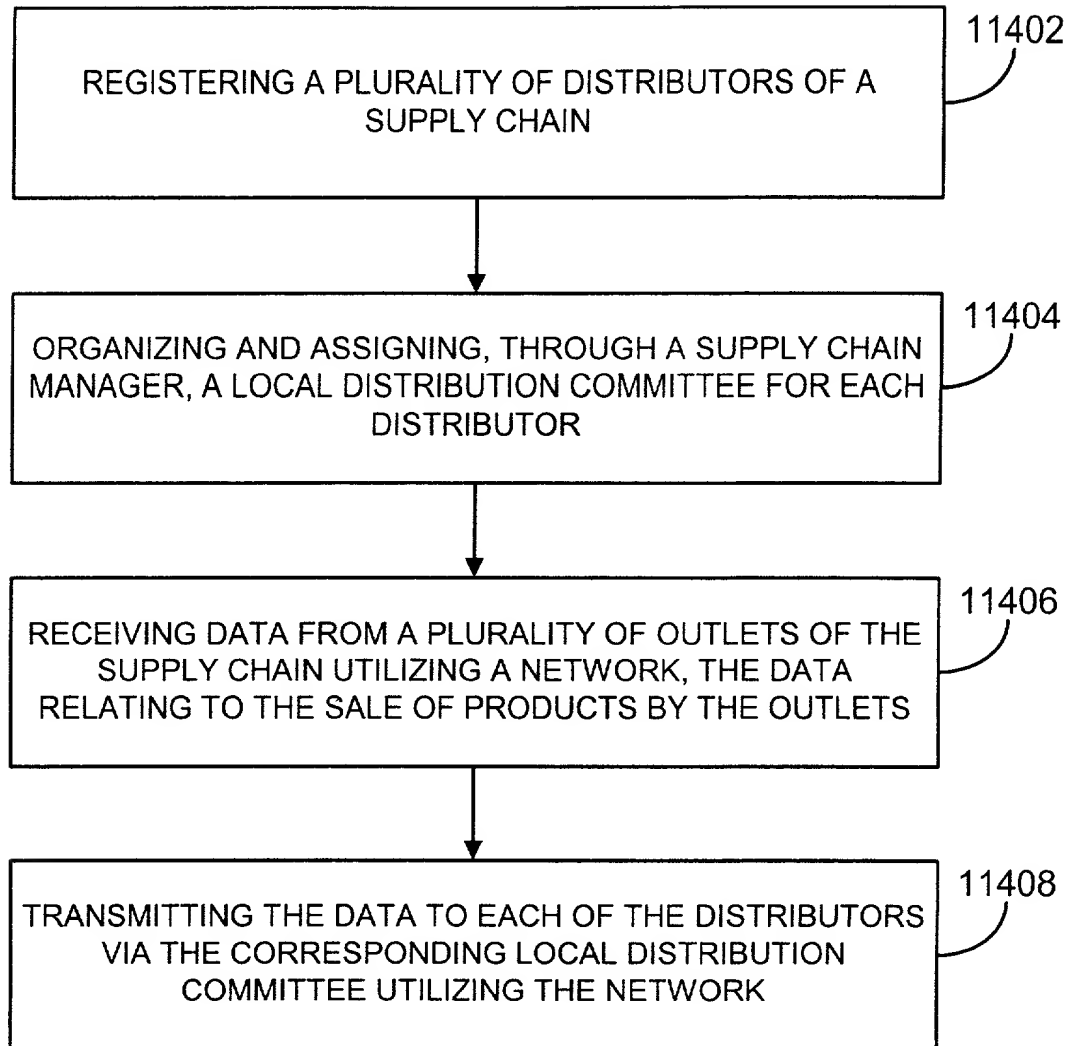 11402
REGISTERING A PLURALITY OF DISTRIBUTORS OF A
SUPPLY CHAIN
11404
ORGANIZING AND ASSIGNING, THROUGH A SUPPLY CHAIN
MANAGER, A LOCAL DISTRIBUTION COMMITTEE FOR EACH
DISTRIBUTOR
11406
RECEIVING DATA FROM A PLURALITY OF OUTLETS OF THE
SUPPLY CHAIN UTILIZING A NETWORK, THE DATA
RELATING TO THE SALE OF PRODUCTS BY THE OUTLETS
11408
TRANSMITTING THE DATA TO EACH OF THE DISTRIBUTORS
VIA THE CORRESPONDING LOCAL DISTRIBUTION
COMMITTEE UTILIZING THE NETWORK